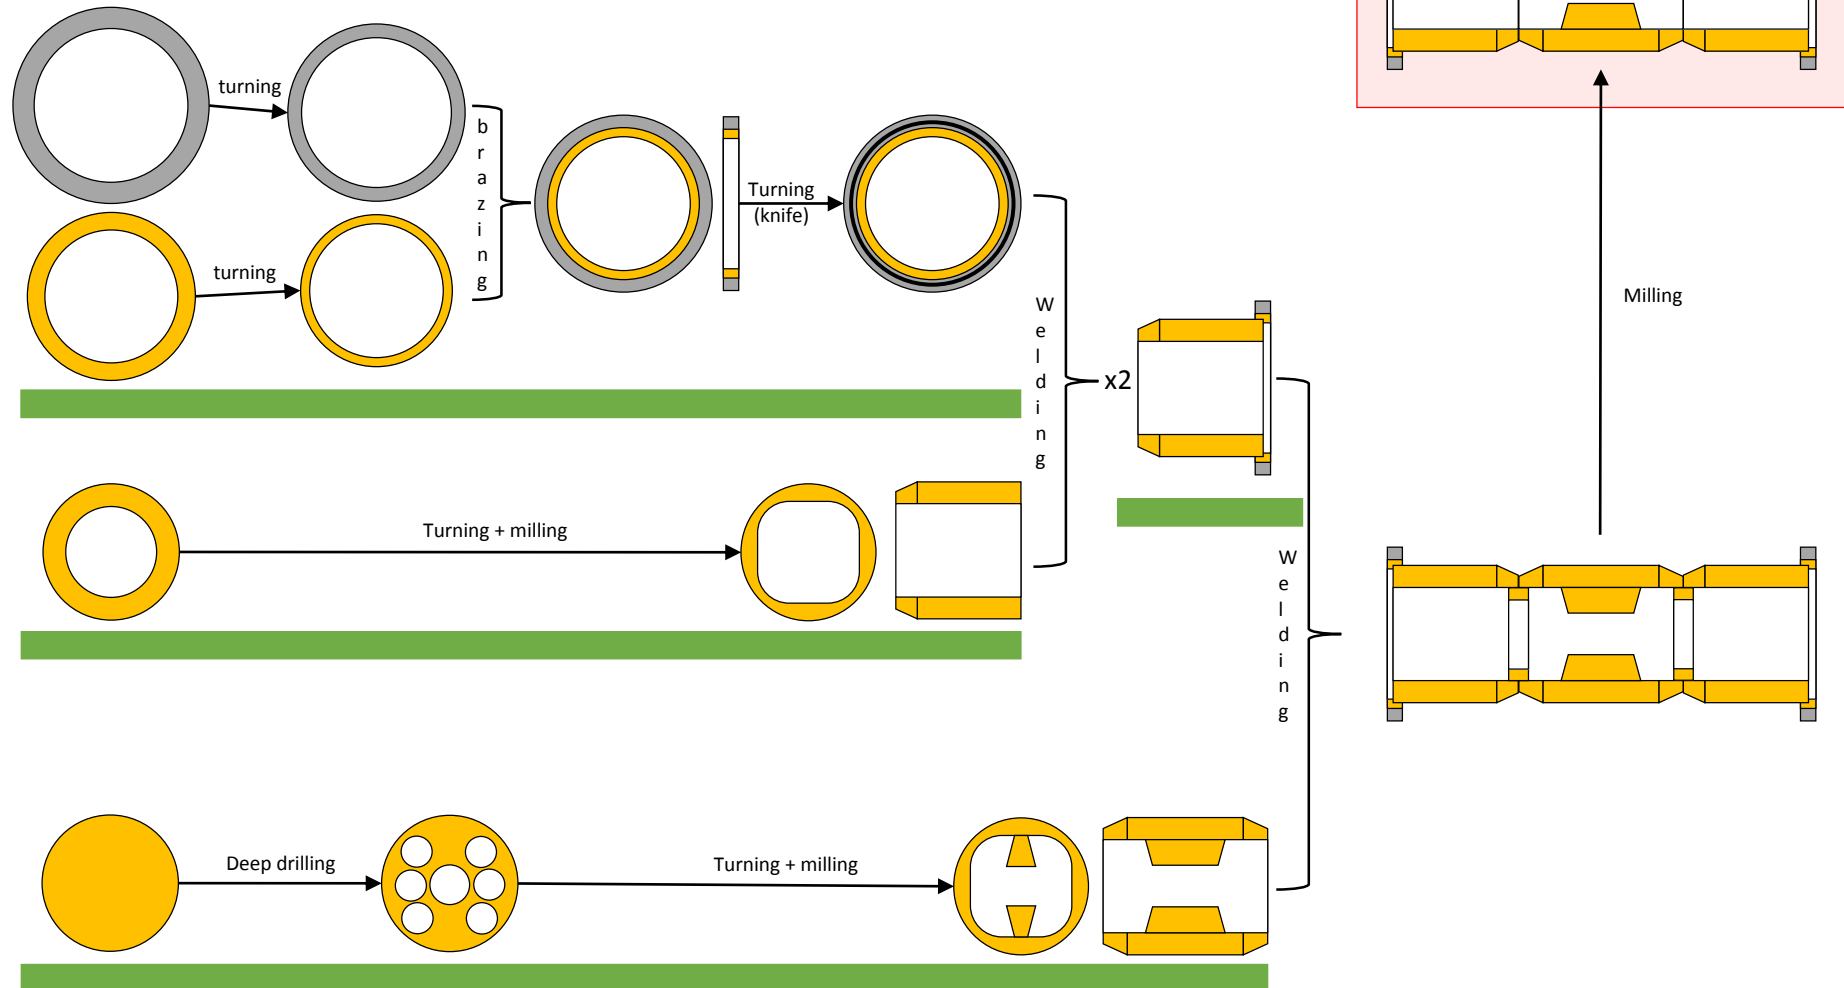 turning
turning
brazing
Turning
(knife)
Welding
x2
Milling
Turning + milling
Welding
Deep drilling
Turning + milling